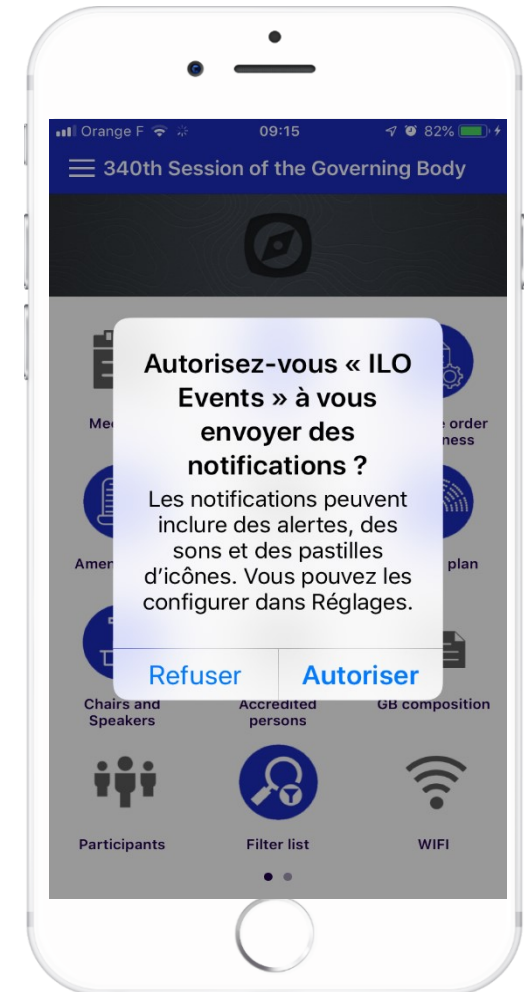 Orange F 09:15 82%
340th Session of the Governing Body
Autorisez-vous « ILO
Events » à vous
envoyer des
notifications ?
Les notifications peuvent
inclure des alertes, des
sons et des pastilles
d'icônes. Vous pouvez les
configurer dans Réglages.
Refuser Autoriser
order
plan
Chairs and
Speakers
Accredited
persons
GB composition
Participants Filter list WIFI